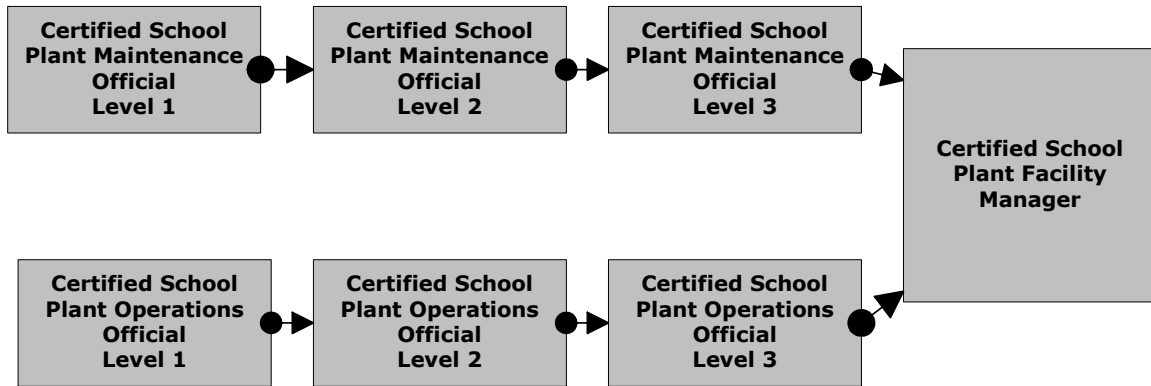 Certified School
Plant Maintenance
Official
Level 1
Certified School
Plant Maintenance
Official
Level 2
Certified School
Plant Maintenance
Official
Level 3
Certified School
Plant Facility
Manager
Certified School
Plant Operations
Official
Level 1
Certified School
Plant Operations
Official
Level 2
Certified School
Plant Operations
Official
Level 3